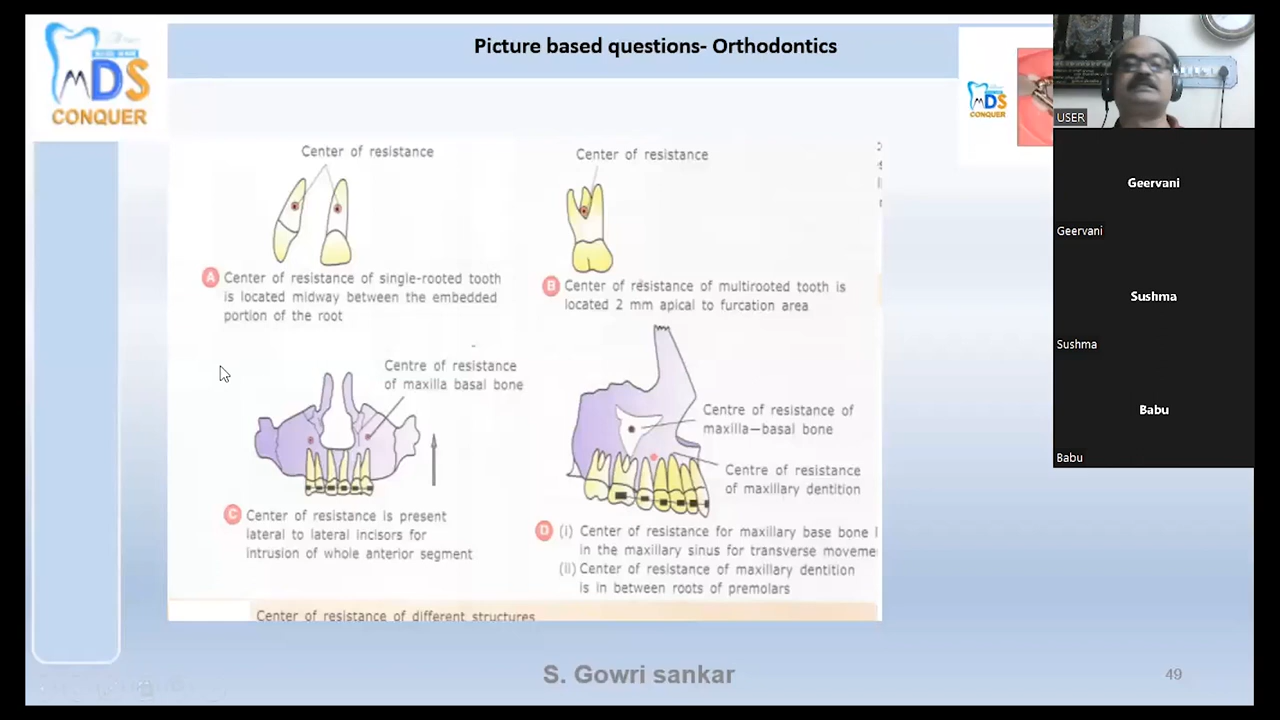 Picture based questions- Orthodontics
MDS
CONQUER
MDS
CONQUER
USER
Geervani
Geervani
Sushma
Sushma
Babu
Babu
Center of resistance
A Center of resistance of single-rooted tooth
is located midway between the embedded
portion of the root
Center of resistance
B Center of resistance of multirooted tooth is
located 2 mm apical to furcation area
Centre of resistance
of maxilla basal bone
C Center of resistance is present
lateral to lateral incisors for
intrusion of whole anterior segment
Centre of resistance of
maxilla—basal bone
Centre of resistance
of maxillary dentition
D (i) Center of resistance for maxillary base bone
in the maxillary sinus for transverse moveme
(ii) Center of resistance of maxillary dentition
is in between roots of premolars
Center of resistance of different structures
S. Gowri sankar
49